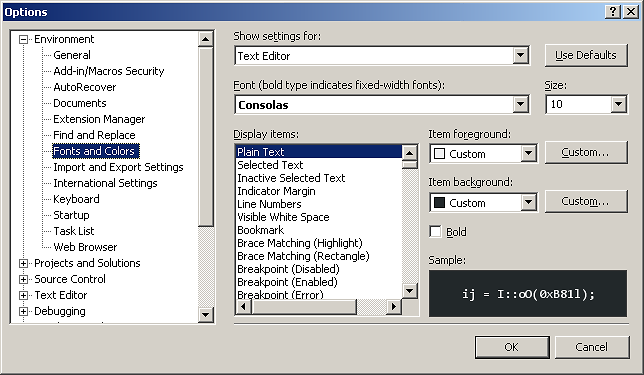 Options
Environment
General
Add-in/Macros Security
AutoRecover
Documents
Extension Manager
Find and Replace
Fonts and Colors
Import and Export Settings
International Settings
Keyboard
Startup
Task List
Web Browser
Projects and Solutions
Source Control
Text Editor
Debugging
Show settings for:
Text Editor
Use Defaults
Font (bold type indicates fixed-width fonts):
Size:
Consolas
10
Display items:
Plain Text
Selected Text
Inactive Selected Text
Indicator Margin
Line Numbers
Visible White Space
Bookmark
Brace Matching (Highlight)
Brace Matching (Rectangle)
Breakpoint (Disabled)
Breakpoint (Enabled)
Breakpoint (Error)
Item foreground:
Custom
Custom...
Item background:
Custom
Custom...
Bold
Sample:
ij = I::oO(0xB81l);
OK
Cancel